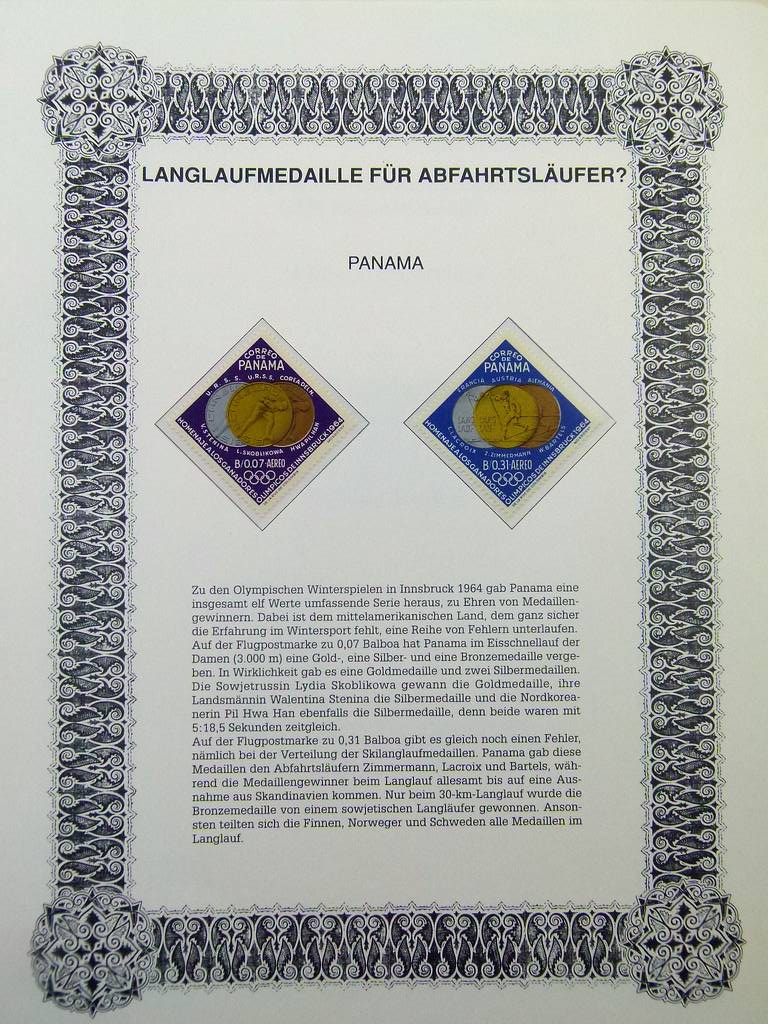 LANGLAUFMEDAILLE FÜR ABFAHRTSLÄUFER?
PANAMA
CORREO
DE
PANAMA
U.R.S.S. U.R.S.S. COREA DEL N.
V. STENINA L. SKOBLIKOWA HWA PIL HAN
B/0.07-AEREO
HOMENAJE A LOS GANADORES
OLIMPICOS DE INNSBRUCK 1964
CORREO
DE
PANAMA
FRANCIA AUSTRIA ALEMANIA
L. LACROIX Z. ZIMMERMANN W. BARTELS
B/0.31-AEREO
HOMENAJE A LOS GANADORES
OLIMPICOS DE INNSBRUCK 1964
Zu den Olympischen Winterspielen in Innsbruck 1964 gab Panama eine
insgesamt elf Werte umfassende Serie heraus, zu Ehren von Medaillen-
gewinnern. Dabei ist dem mittelamerikanischen Land, dem ganz sicher
die Erfahrung im Wintersport fehlt, eine Reihe von Fehlern unterlaufen.
Auf der Flugpostmarke zu 0,07 Balboa hat Panama im Eisschnellauf der
Damen (3.000 m) eine Gold-, eine Silber- und eine Bronzemedaille verge-
ben. In Wirklichkeit gab es eine Goldmedaille und zwei Silbermedaillen.
Die Sowjetrussin Lydia Skoblikowa gewann die Goldmedaille, ihre
Landsmännin Walentina Stenina die Silbermedaille und die Nordkorea-
nerin Pil Hwa Han ebenfalls die Silbermedaille, denn beide waren mit
5:18,5 Sekunden zeitgleich.
Auf der Flugpostmarke zu 0,31 Balboa gibt es gleich noch einen Fehler,
nämlich bei der Verteilung der Skilanglaufmedaillen. Panama gab diese
Medaillen den Abfahrtsläufern Zimmermann, Lacroix und Bartels, wäh-
rend die Medaillengewinner beim Langlauf allesamt bis auf eine Aus-
nahme aus Skandinavien kommen. Nur beim 30-km-Langlauf wurde die
Bronzemedaille von einem sowjetischen Langläufer gewonnen. Anson-
sten teilten sich die Finnen, Norweger und Schweden alle Medaillen im
Langlauf.